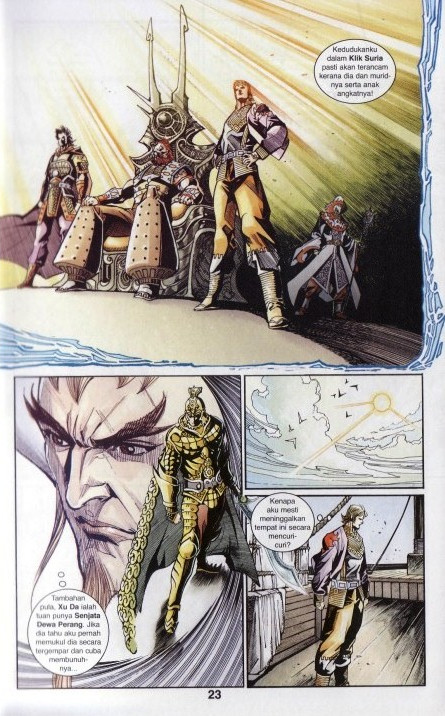 Kedudukanku
dalam Klik Suria
pasti akan terancam
kerana dia dan murid-
nya serta anak
angkatnya!
Kenapa
aku mesti
meninggalkan
tempat ini secara
mencuri-
curi?
Tambahan
pula, Xu Da ialah
tuan punya Senjata
Dewa Perang. Jika
dia tahu aku pernah
memukul dia secara
tergempar dan cuba
membunuh-
nya...
23